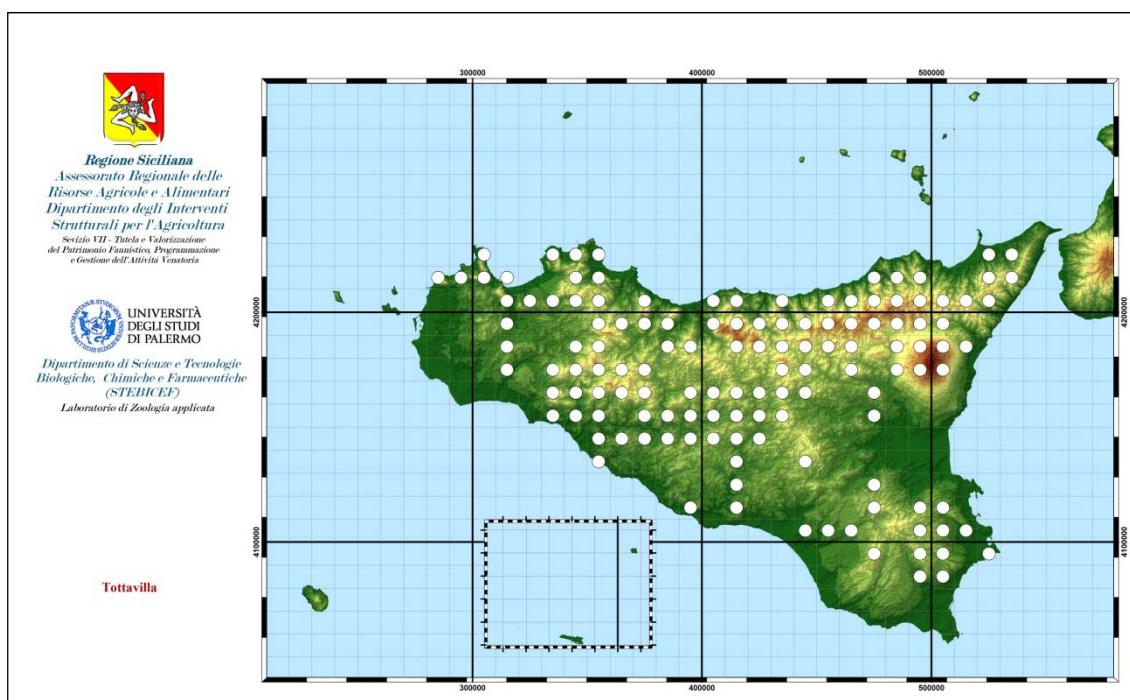 Regione Siciliana
Assessorato Regionale delle
Risorse Agricole e Alimentari
Dipartimento degli Interventi
Strutturali per l'Agricoltura
Sevizio VII - Tutela e Valorizzazione
del Patrimonio Faunistico, Programmazione
e Gestione dell'Attività Venatoria
UNIVERSITÀ
DEGLI STUDI
DI PALERMO
Dipartimento di Scienze e Tecnologie
Biologiche, Chimiche e Farmaceutiche
(STEBICEF)
Laboratorio di Zoologia applicata
Tottavilla
300000 400000 500000
4200000 4200000
4100000 4100000
300000 400000 500000